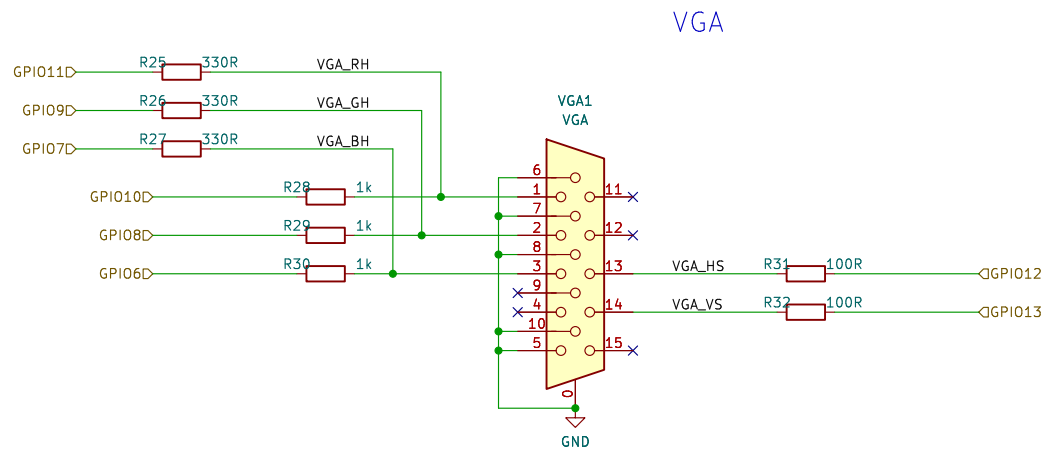 VGA
R25 330R VGA_RH
GPIO11
R26 330R VGA_GH
GPIO9
VGA1
VGA
R27 330R VGA_BH
GPIO7
6
R28 1k
GPIO10 1 11
7
R29 1k
GPIO8 2 12
8
R30 1k
GPIO6 3 13 VGA_HS R31 100R GPIO12
9
4 14 VGA_VS R32 100R GPIO13
10
5 15
0
GND